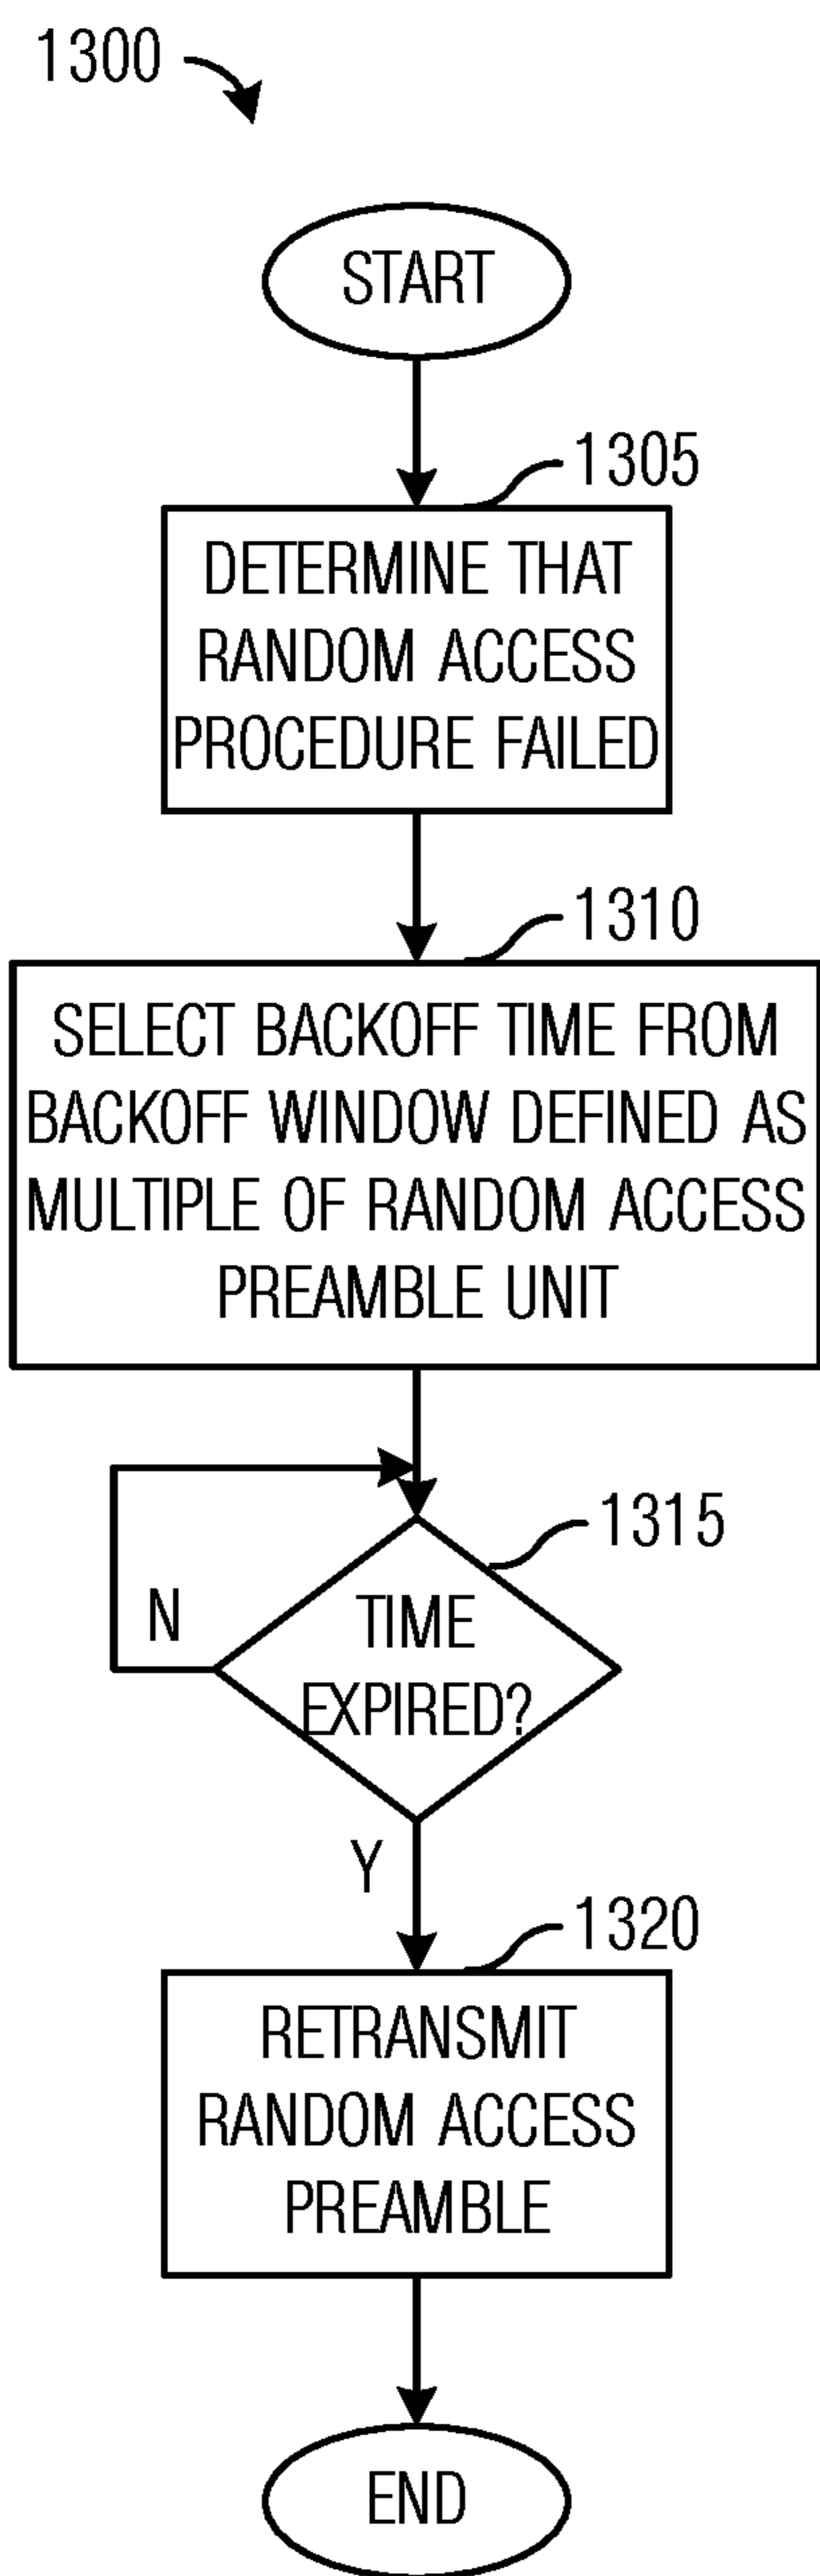 1300
START
1305
DETERMINE THAT
RANDOM ACCESS
PROCEDURE FAILED
1310
SELECT BACKOFF TIME FROM
BACKOFF WINDOW DEFINED AS
MULTIPLE OF RANDOM ACCESS
PREAMBLE UNIT
1315
N
TIME
EXPIRED?
Y
1320
RETRANSMIT
RANDOM ACCESS
PREAMBLE
END